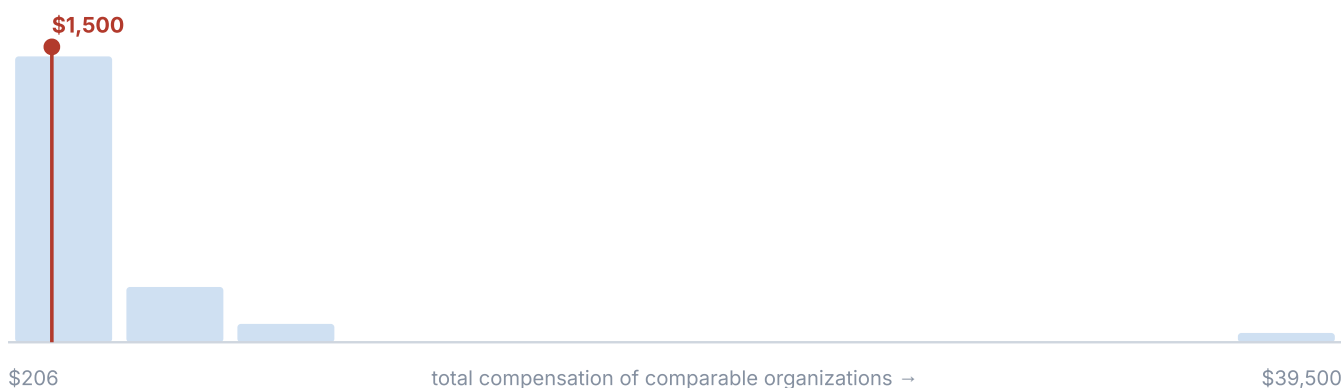 $1,500
$206
total compensation of comparable organizations →
$39,500